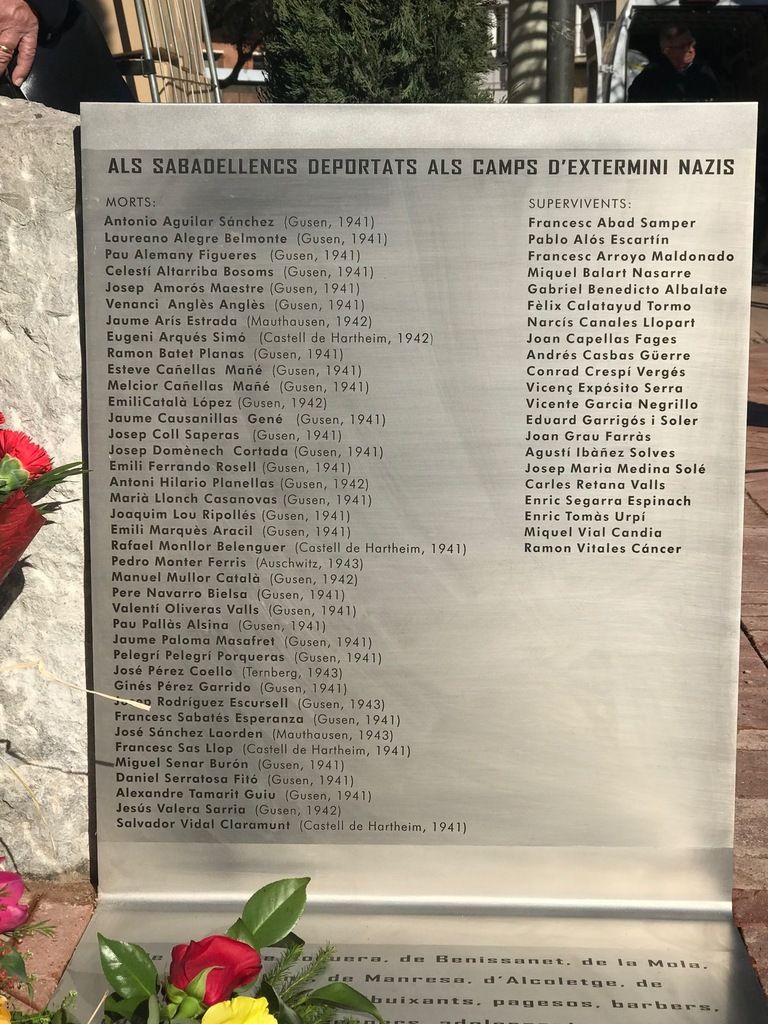 ALS SABADELLENCS DEPORTATS ALS CAMPS D'EXTERMINI NAZIS
MORTS:
Antonio Aguilar Sánchez (Gusen, 1941)
Laureano Alegre Belmonte (Gusen, 1941)
Pau Alemany Figueres (Gusen, 1941)
Celestí Altarriba Bosoms (Gusen, 1941)
Josep Amorós Maestre (Gusen, 1941)
Venanci Anglès Anglès (Gusen, 1941)
Jaume Arís Estrada (Mauthausen, 1942)
Eugeni Arqués Simó (Castell de Hartheim, 1942)
Ramon Batet Planas (Gusen, 1941)
Esteve Cañellas Mañé (Gusen, 1941)
Melcior Cañellas Mañé (Gusen, 1941)
EmiliCatalà López (Gusen, 1942)
Jaume Causanillas Gené (Gusen, 1941)
Josep Coll Saperas (Gusen, 1941)
Josep Domènech Cortada (Gusen, 1941)
Emili Ferrando Rosell (Gusen, 1941)
Antoni Hilario Planellas (Gusen, 1942)
Marià Llonch Casanovas (Gusen, 1941)
Joaquim Lou Ripollés (Gusen, 1941)
Emili Marquès Aracil (Gusen, 1941)
Rafael Monllor Belenguer (Castell de Hartheim, 1941)
Pedro Monter Ferris (Auschwitz, 1943)
Manuel Mullor Català (Gusen, 1942)
Pere Navarro Bielsa (Gusen, 1941)
Valentí Oliveras Valls (Gusen, 1941)
Pau Pallàs Alsina (Gusen, 1941)
Jaume Paloma Masafret (Gusen, 1941)
Pelegrí Pelegrí Porqueras (Gusen, 1941)
José Pérez Coello (Ternberg, 1943)
Ginés Pérez Garrido (Gusen, 1941)
Josep Rodríguez Escursell (Gusen, 1943)
Francesc Sabatés Esperanza (Gusen, 1941)
José Sánchez Laorden (Mauthausen, 1943)
Francesc Sas Llop (Castell de Hartheim, 1941)
Miguel Senar Burón (Gusen, 1941)
Daniel Serratosa Fitó (Gusen, 1941)
Alexandre Tamarit Guiu (Gusen, 1941)
Jesús Valera Sarria (Gusen, 1942)
Salvador Vidal Claramunt (Castell de Hartheim, 1941)
SUPERVIVENTS:
Francesc Abad Samper
Pablo Alós Escartín
Francesc Arroyo Maldonado
Miquel Balart Nasarre
Gabriel Benedicto Albalate
Fèlix Calatayud Tormo
Narcís Canales Llopart
Joan Capellas Fages
Andrés Casbas Güerre
Conrad Crespí Vergés
Vicenç Expósito Serra
Vicente Garcia Negrillo
Eduard Garrigós i Soler
Joan Grau Farràs
Agustí Ibàñez Solves
Josep Maria Medina Solé
Carles Retana Valls
Enric Segarra Espinach
Enric Tomàs Urpí
Miquel Vial Candia
Ramon Vitales Cáncer
de Benissanet, de la Mola,
de Manresa, d'Alcoletge, de
pagesos, barbers,